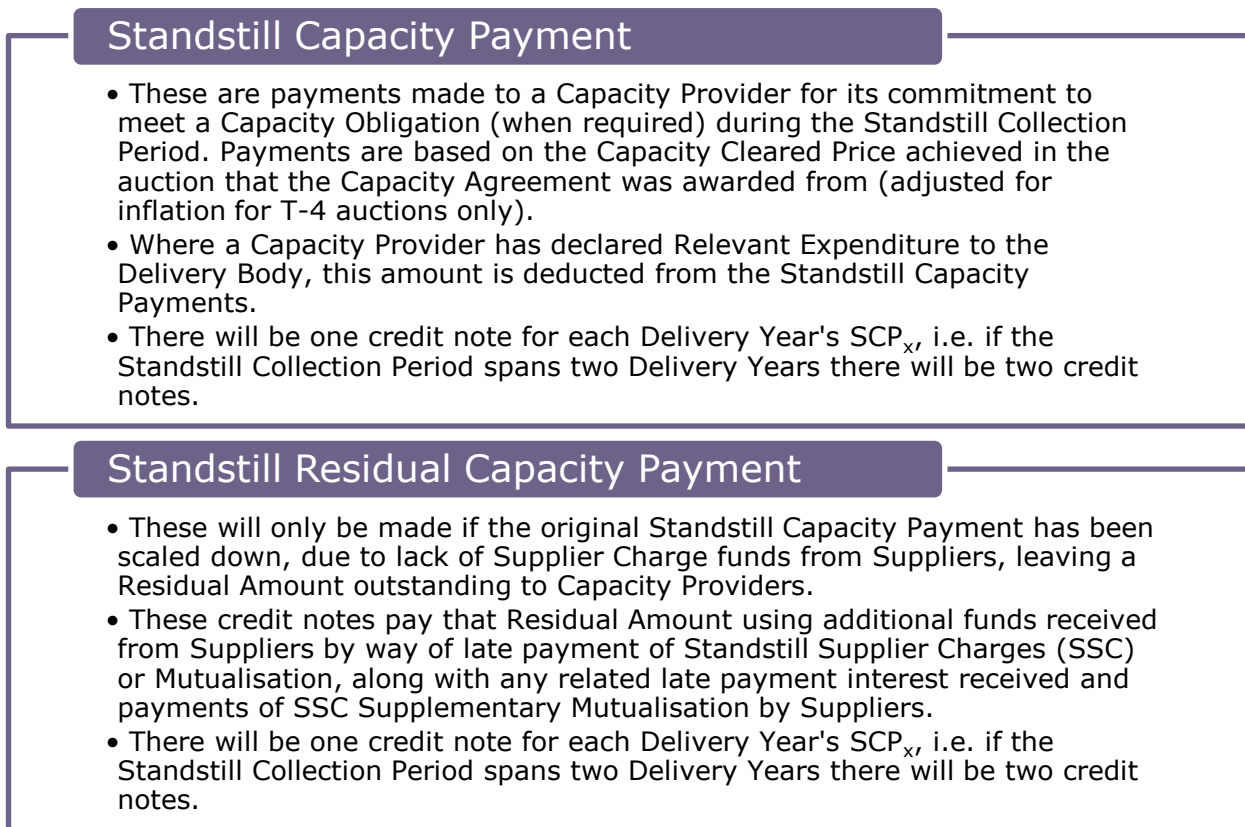 Standstill Capacity Payment
• These are payments made to a Capacity Provider for its commitment to
meet a Capacity Obligation (when required) during the Standstill Collection
Period. Payments are based on the Capacity Cleared Price achieved in the
auction that the Capacity Agreement was awarded from (adjusted for
inflation for T-4 auctions only).
• Where a Capacity Provider has declared Relevant Expenditure to the
Delivery Body, this amount is deducted from the Standstill Capacity
Payments.
• There will be one credit note for each Delivery Year's SCPₓ, i.e. if the
Standstill Collection Period spans two Delivery Years there will be two credit
notes.
Standstill Residual Capacity Payment
• These will only be made if the original Standstill Capacity Payment has been
scaled down, due to lack of Supplier Charge funds from Suppliers, leaving a
Residual Amount outstanding to Capacity Providers.
• These credit notes pay that Residual Amount using additional funds received
from Suppliers by way of late payment of Standstill Supplier Charges (SSC)
or Mutualisation, along with any related late payment interest received and
payments of SSC Supplementary Mutualisation by Suppliers.
• There will be one credit note for each Delivery Year's SCPₓ, i.e. if the
Standstill Collection Period spans two Delivery Years there will be two credit
notes.